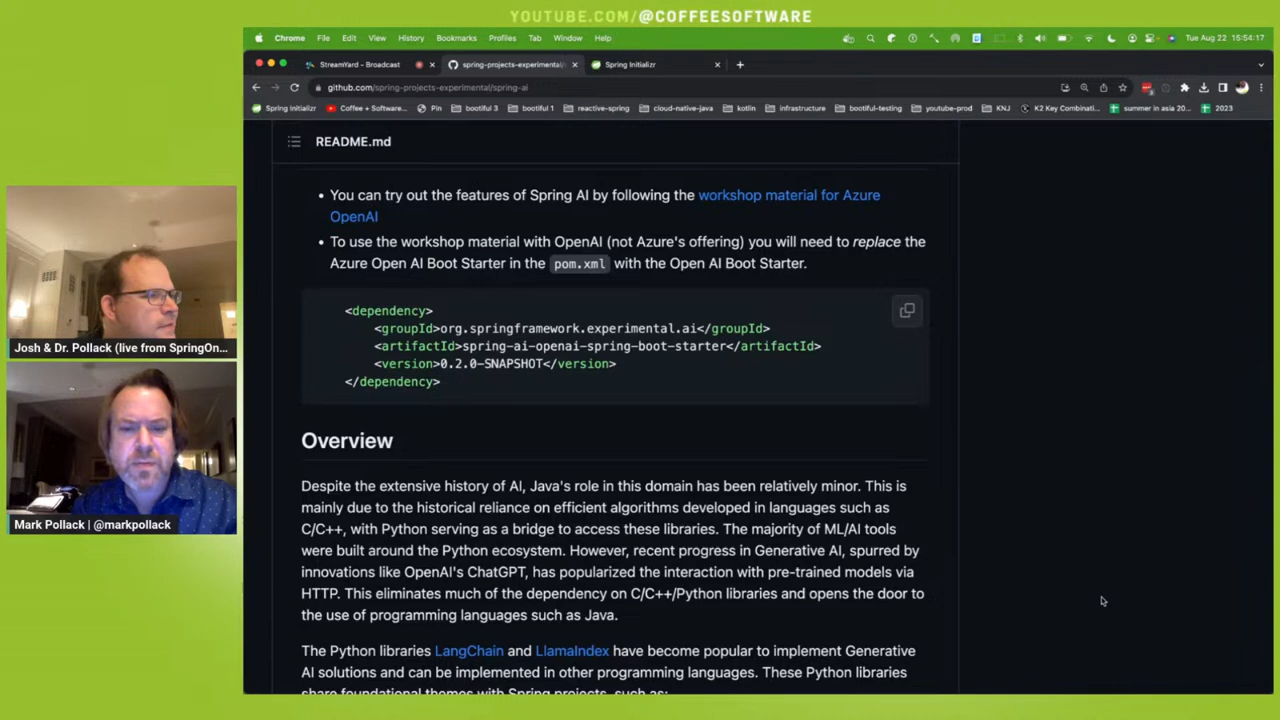 YOUTUBE.COM/@COFFEESOFTWARE
Chrome File Edit View History Bookmarks Profiles Tab Window Help Tue Aug 22 15:54:17
StreamYard - Broadcast spring-projects-experimental/ Spring Initializr
github.com/spring-projects-experimental/spring-ai
Spring Initializr Coffee + Software... Pin bootiful 3 bootiful 1 reactive-spring cloud-native-java kotlin infrastructure bootiful-testing youtube-prod KNJ K2 Key Combinati... summer in asia 20... 2023
README.md
• You can try out the features of Spring AI by following the workshop material for Azure
OpenAI
• To use the workshop material with OpenAI (not Azure's offering) you will need to replace the
Azure Open AI Boot Starter in the pom.xml with the Open AI Boot Starter.
<dependency>
<groupId>org.springframework.experimental.ai</groupId>
<artifactId>spring-ai-openai-spring-boot-starter</artifactId>
<version>0.2.0-SNAPSHOT</version>
</dependency>
Overview
Despite the extensive history of AI, Java's role in this domain has been relatively minor. This is
mainly due to the historical reliance on efficient algorithms developed in languages such as
C/C++, with Python serving as a bridge to access these libraries. The majority of ML/AI tools
were built around the Python ecosystem. However, recent progress in Generative AI, spurred by
innovations like OpenAI's ChatGPT, has popularized the interaction with pre-trained models via
HTTP. This eliminates much of the dependency on C/C++/Python libraries and opens the door to
the use of programming languages such as Java.
The Python libraries LangChain and LlamaIndex have become popular to implement Generative
AI solutions and can be implemented in other programming languages. These Python libraries
share foundational themes with Spring projects, such as:
Josh & Dr. Pollack (live from SpringOn...
Mark Pollack | @markpollack